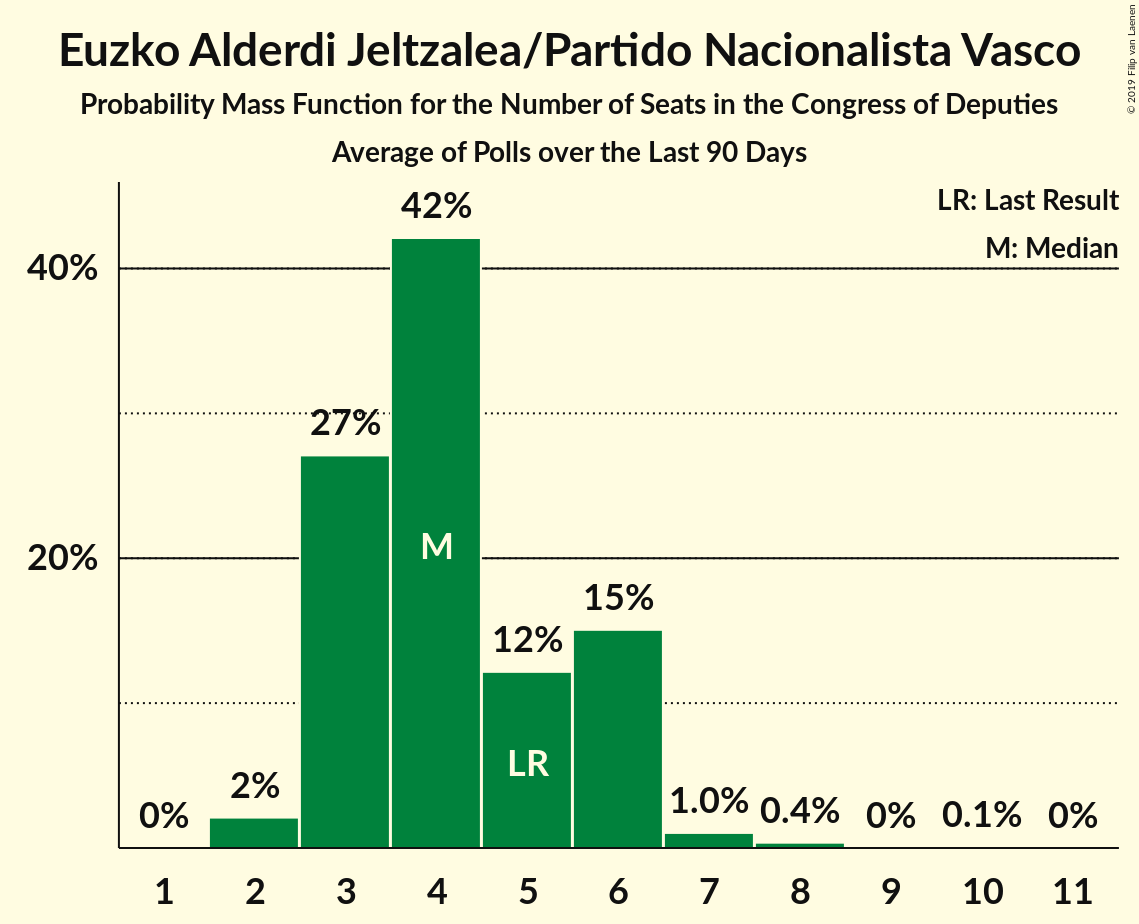 Euzko Alderdi Jeltzalea/Partido Nacionalista Vasco
Probability Mass Function for the Number of Seats in the Congress of Deputies
Average of Polls over the Last 90 Days
© 2019 Filip van Laenen
LR: Last Result
M: Median
40%
20%
0%
2%
27%
42%
12%
15%
1.0%
0.4%
0%
0.1%
0%
M
LR
1 2 3 4 5 6 7 8 9 10 11